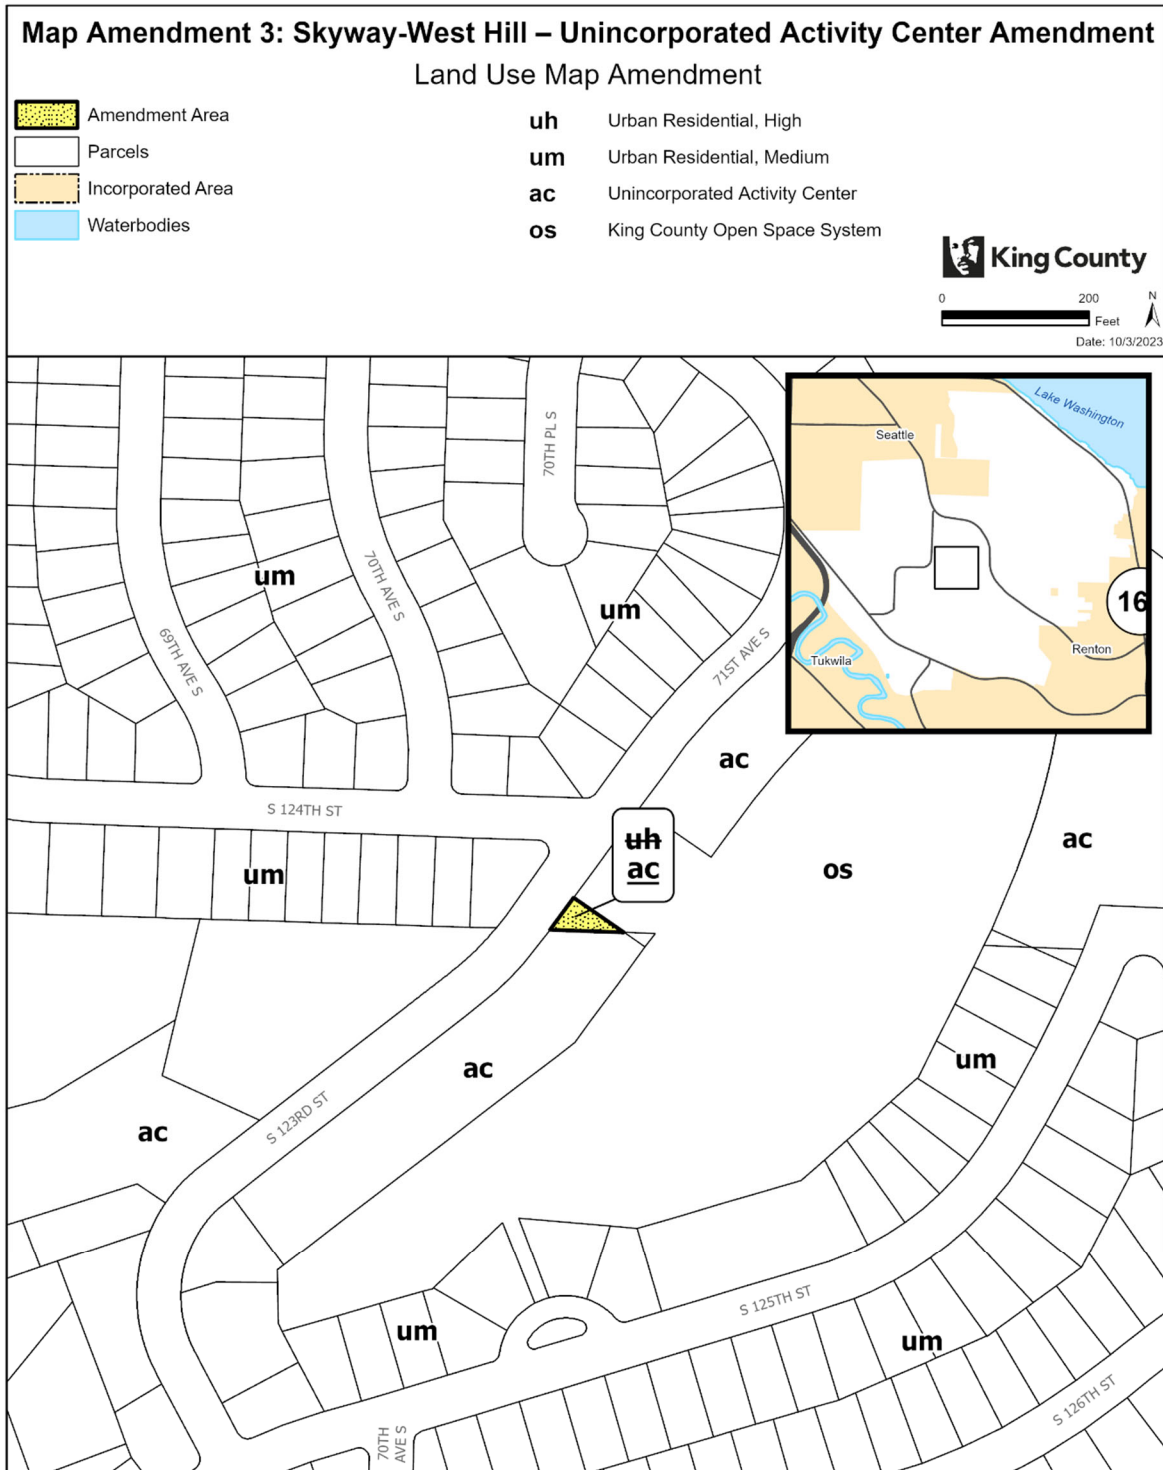 Map Amendment 3: Skyway-West Hill – Unincorporated Activity Center Amendment
Land Use Map Amendment
Amendment Area
Parcels
Incorporated Area
Waterbodies
uh Urban Residential, High
um Urban Residential, Medium
ac Unincorporated Activity Center
os King County Open Space System
King County
0 200
Feet
N
Date: 10/3/2023
Lake Washington
Seattle
16
Renton
Tukwila
70TH PL S
um
70TH AVE S
um
69TH AVE S
71ST AVE S
ac
S 124TH ST
uh
ac
ac
os
um
ac
um
S 123RD ST
ac
S 125TH ST
um
um
S 126TH ST
70TH
AVE S